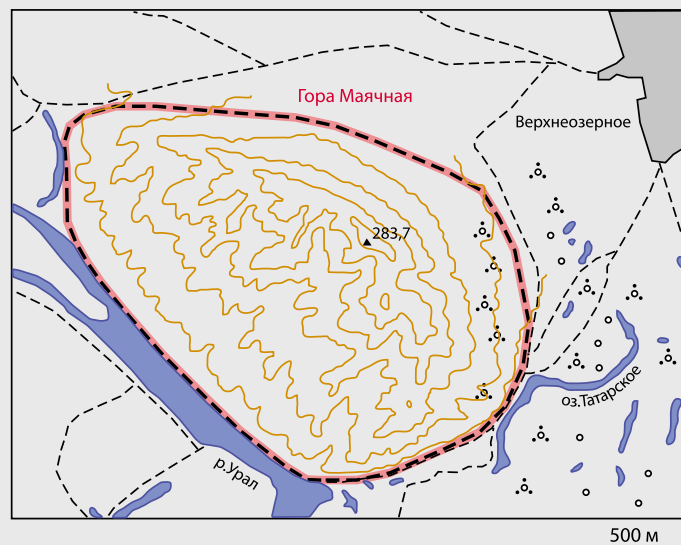 Гора Маячная
Верхнеозерное
283,7
оз.Татарское
р.Урал
500 м